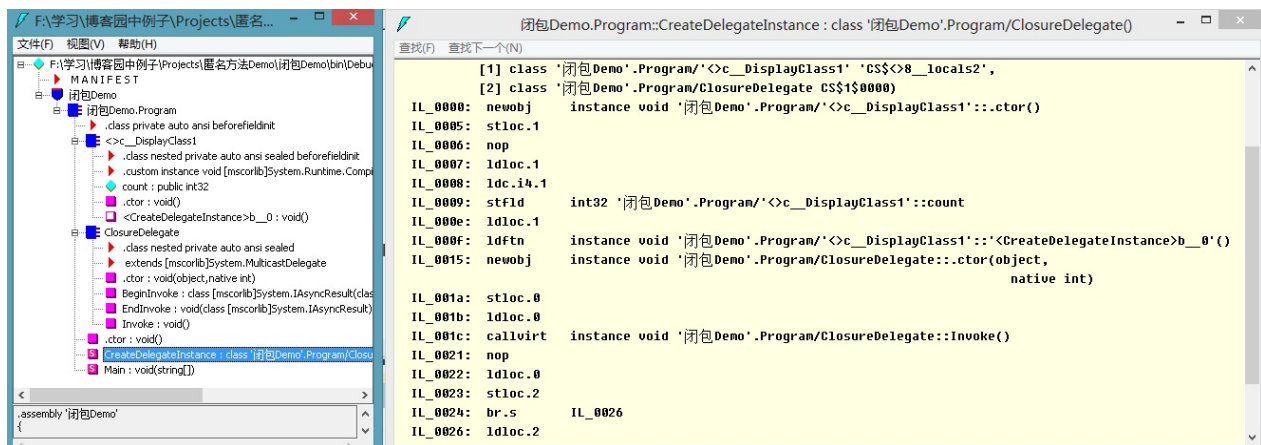 F:\学习\博客园中例子\Projects\匿名...
文件(F) 视图(V) 帮助(H)
F:\学习\博客园中例子\Projects\匿名方法Demo\闭包Demo\bin\Debu
M A N I F E S T
闭包Demo
闭包Demo.Program
.class private auto ansi beforefieldinit
<>c__DisplayClass1
.class nested private auto ansi sealed beforefieldinit
.custom instance void [mscorlib]System.Runtime.Compi
count : public int32
.ctor : void()
<CreateDelegateInstance>b__0 : void()
ClosureDelegate
.class nested private auto ansi sealed
extends [mscorlib]System.MulticastDelegate
.ctor : void(object,native int)
BeginInvoke : class [mscorlib]System.IAsyncResult(clas
EndInvoke : void(class [mscorlib]System.IAsyncResult)
Invoke : void()
.ctor : void()
CreateDelegateInstance : class '闭包Demo'.Program/Closu
Main : void(string[])
.assembly '闭包Demo'
{
闭包Demo.Program::CreateDelegateInstance : class '闭包Demo'.Program/ClosureDelegate()
查找(F) 查找下一个(N)
[1] class '闭包Demo'.Program/'<>c__DisplayClass1' 'CS$<>8__locals2',
[2] class '闭包Demo'.Program/ClosureDelegate CS$1$0000)
IL_0000: newobj instance void '闭包Demo'.Program/'<>c__DisplayClass1'::.ctor()
IL_0005: stloc.1
IL_0006: nop
IL_0007: ldloc.1
IL_0008: ldc.i4.1
IL_0009: stfld int32 '闭包Demo'.Program/'<>c__DisplayClass1'::count
IL_000e: ldloc.1
IL_000f: ldftn instance void '闭包Demo'.Program/'<>c__DisplayClass1'::'<CreateDelegateInstance>b__0'()
IL_0015: newobj instance void '闭包Demo'.Program/ClosureDelegate::.ctor(object,
native int)
IL_001a: stloc.0
IL_001b: ldloc.0
IL_001c: callvirt instance void '闭包Demo'.Program/ClosureDelegate::Invoke()
IL_0021: nop
IL_0022: ldloc.0
IL_0023: stloc.2
IL_0024: br.s IL_0026
IL_0026: ldloc.2